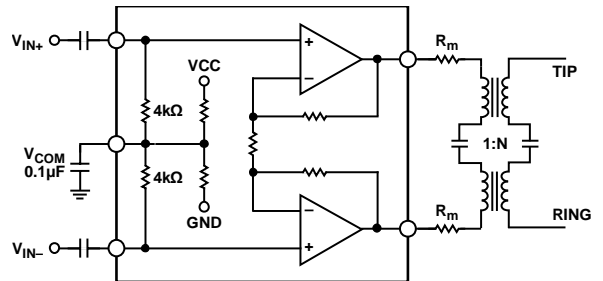 V_IN+
VCC
4kΩ
V_COM
0.1μF
4kΩ
GND
V_IN–
+
–
–
+
R_m
TIP
1:N
R_m
RING